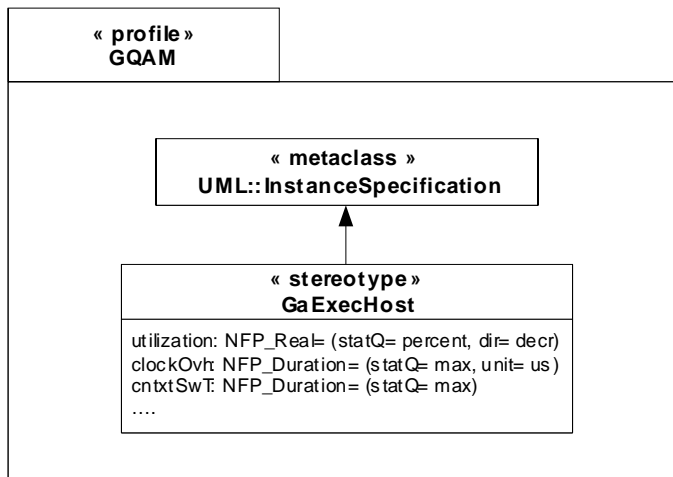 « profile»
GQAM
« metaclass »
UML::InstanceSpecification
« stereotype»
GaExecHost
utilization: NFP_Real= (statQ= percent, dir= decr)
clockOvh: NFP_Duration= (statQ= max, unit= us)
cntxtSwT: NFP_Duration= (statQ= max)
....